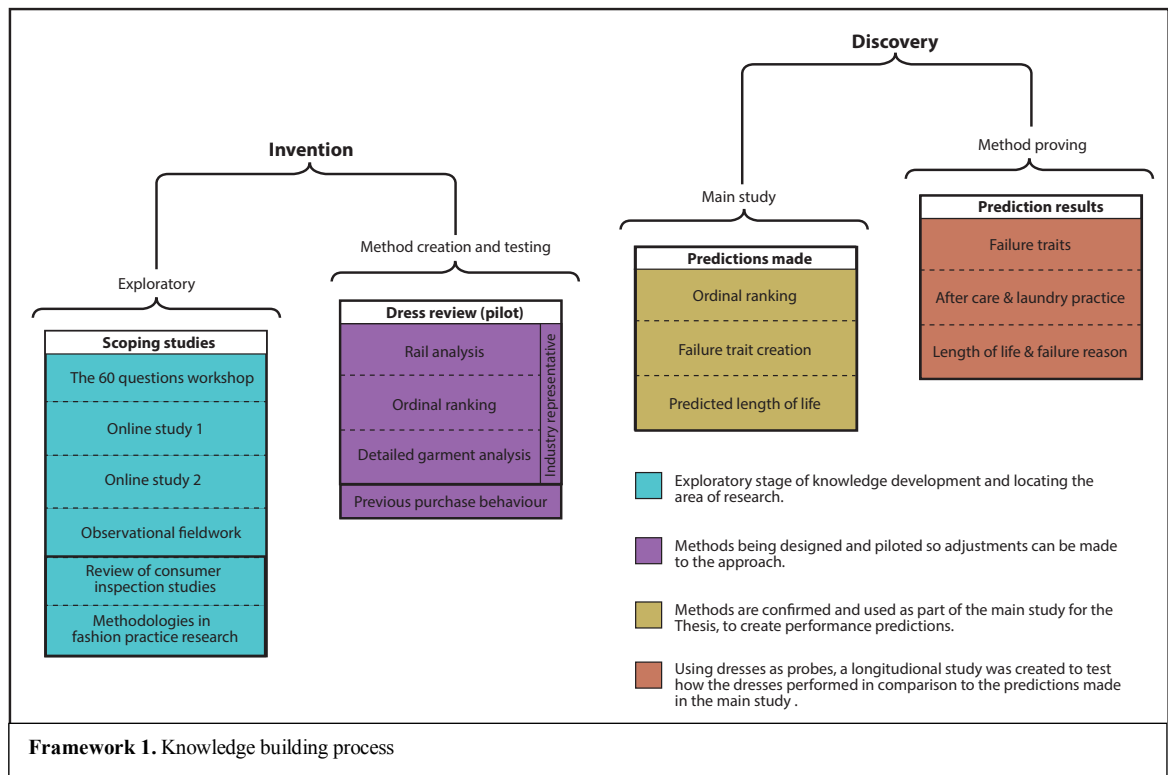 Discovery
Invention
Method proving
Main study
Prediction results
Failure traits
After care & laundry practice
Length of life & failure reason
Method creation and testing
Predictions made
Ordinal ranking
Failure trait creation
Predicted length of life
Exploratory
Dress review (pilot)
Rail analysis
Ordinal ranking
Detailed garment analysis
Industry representative
Previous purchase behaviour
Scoping studies
The 60 questions workshop
Online study 1
Online study 2
Observational fieldwork
Review of consumer
inspection studies
Methodologies in
fashion practice research
Exploratory stage of knowledge development and locating the
area of research.
Methods being designed and piloted so adjustments can be made
to the approach.
Methods are confirmed and used as part of the main study for the
Thesis, to create performance predictions.
Using dresses as probes, a longitudional study was created to test
how the dresses performed in comparison to the predictions made
in the main study .
Framework 1. Knowledge building process